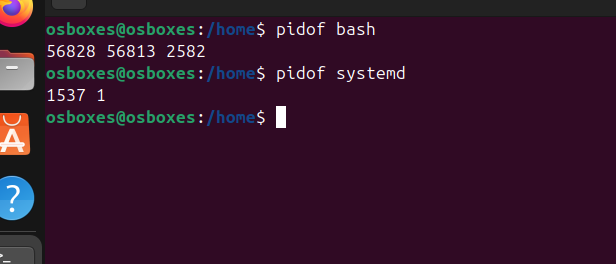 osboxes@osboxes:/home$ pidof bash
56828 56813 2582
osboxes@osboxes:/home$ pidof systemd
1537 1
osboxes@osboxes:/home$